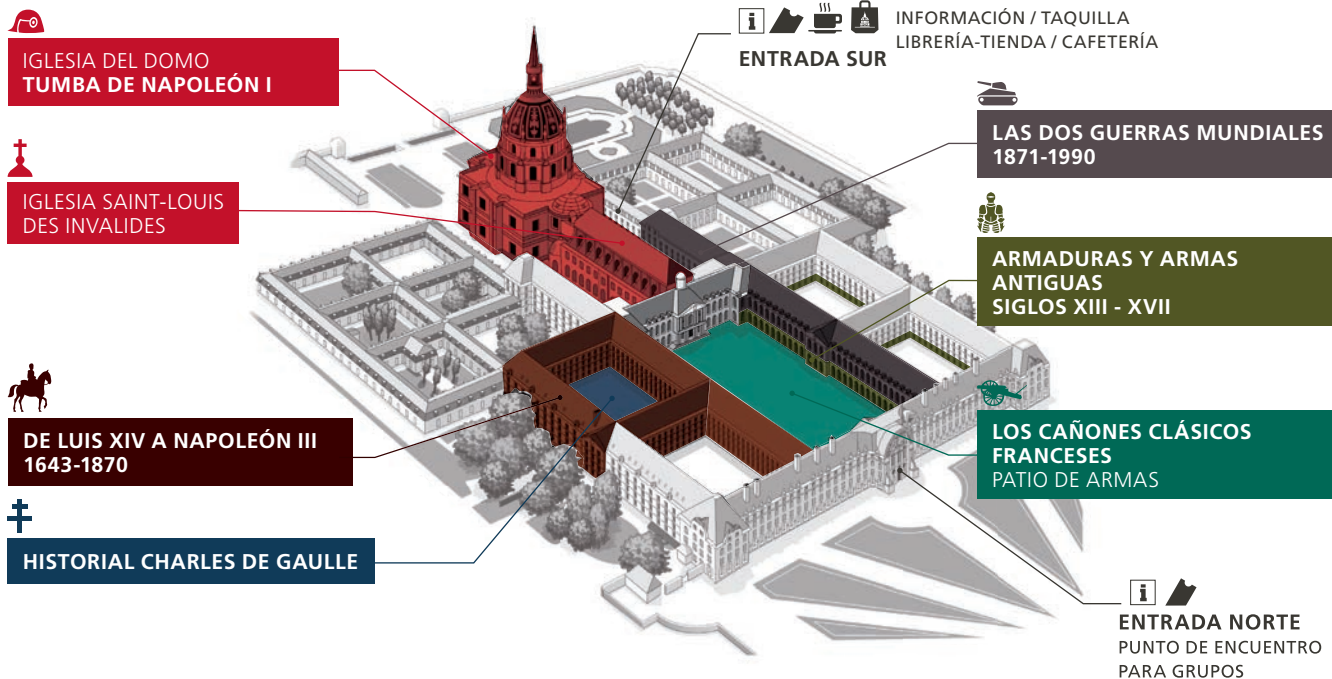 IGLESIA DEL DOMO
TUMBA DE NAPOLEÓN I
IGLESIA SAINT-LOUIS
DES INVALIDES
DE LUIS XIV A NAPOLEÓN III
1643-1870
HISTORIAL CHARLES DE GAULLE
i
INFORMACIÓN / TAQUILLA
LIBRERÍA-TIENDA / CAFETERÍA
ENTRADA SUR
LAS DOS GUERRAS MUNDIALES
1871-1990
ARMADURAS Y ARMAS
ANTIGUAS
SIGLOS XIII - XVII
LOS CAÑONES CLÁSICOS
FRANCESES
PATIO DE ARMAS
i
ENTRADA NORTE
PUNTO DE ENCUENTRO
PARA GRUPOS